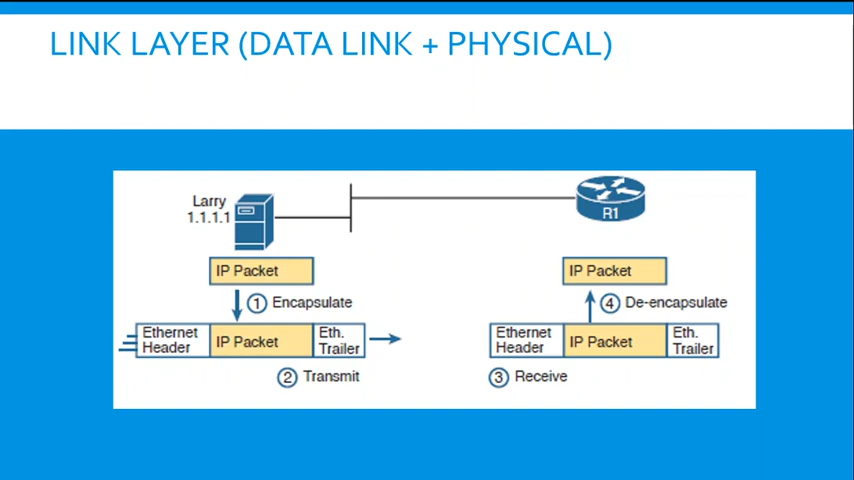 LINK LAYER (DATA LINK + PHYSICAL)
Larry
1.1.1.1
R1
IP Packet
IP Packet
1 Encapsulate
4 De-encapsulate
Ethernet
Header
IP Packet
Eth.
Trailer
Ethernet
Header
IP Packet
Eth.
Trailer
2 Transmit
3 Receive